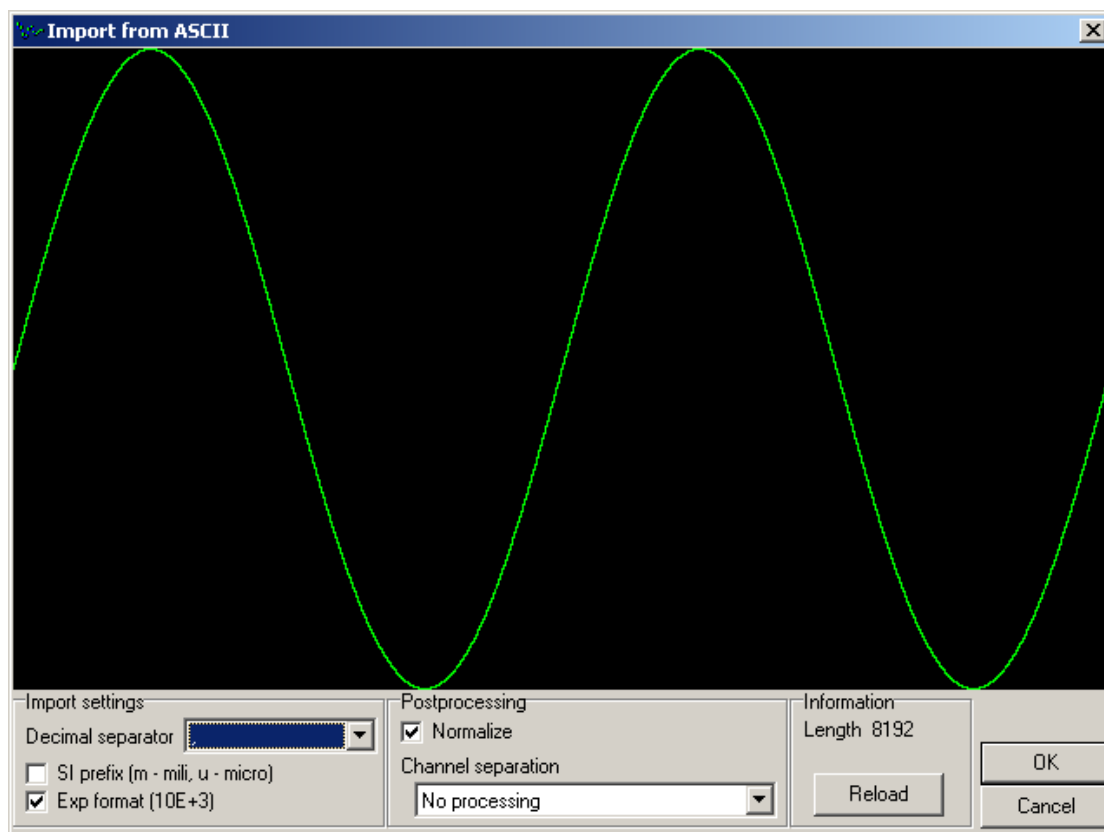 Import from ASCII
Import settings
Decimal separator
SI prefix (m - mili, u - micro)
Exp format (10E+3)
Postprocessing
Normalize
Channel separation
No processing
Information
Length 8192
Reload
OK
Cancel